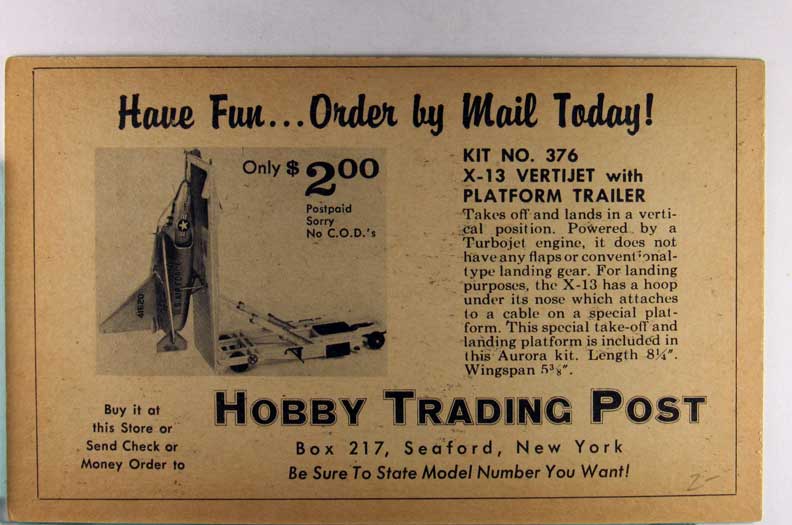 Have Fun...Order by Mail Today!
Only $2.00
Postpaid
Sorry
No C.O.D.'s
KIT NO. 376
X-13 VERTIJET with
PLATFORM TRAILER
Takes off and lands in a verti-
cal position. Powered by a
Turbojet engine, it does not
have any flaps or conventional-
type landing gear. For landing
purposes, the X-13 has a hoop
under its nose which attaches
to a cable on a special plat-
form. This special take-off and
landing platform is included in
this Aurora kit. Length 8¼".
Wingspan 5⅜".
41620
Buy it at
this Store or
Send Check or
Money Order to
HOBBY TRADING POST
Box 217, Seaford, New York
Be Sure To State Model Number You Want!
2-